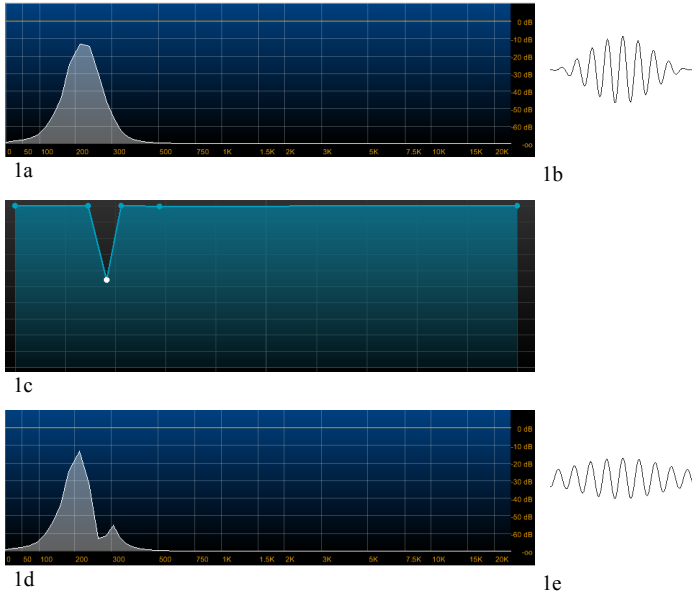 0 dB
-10 dB
-20 dB
-30 dB
-40 dB
-50 dB
-60 dB
-oo
0 50 100 200 300 500 750 1K 1.5K 2K 3K 5K 7.5K 10K 15K 20K
1a
1b
1c
0 dB
-10 dB
-20 dB
-30 dB
-40 dB
-50 dB
-60 dB
-oo
0 50 100 200 300 500 750 1K 1.5K 2K 3K 5K 7.5K 10K 15K 20K
1d
1e